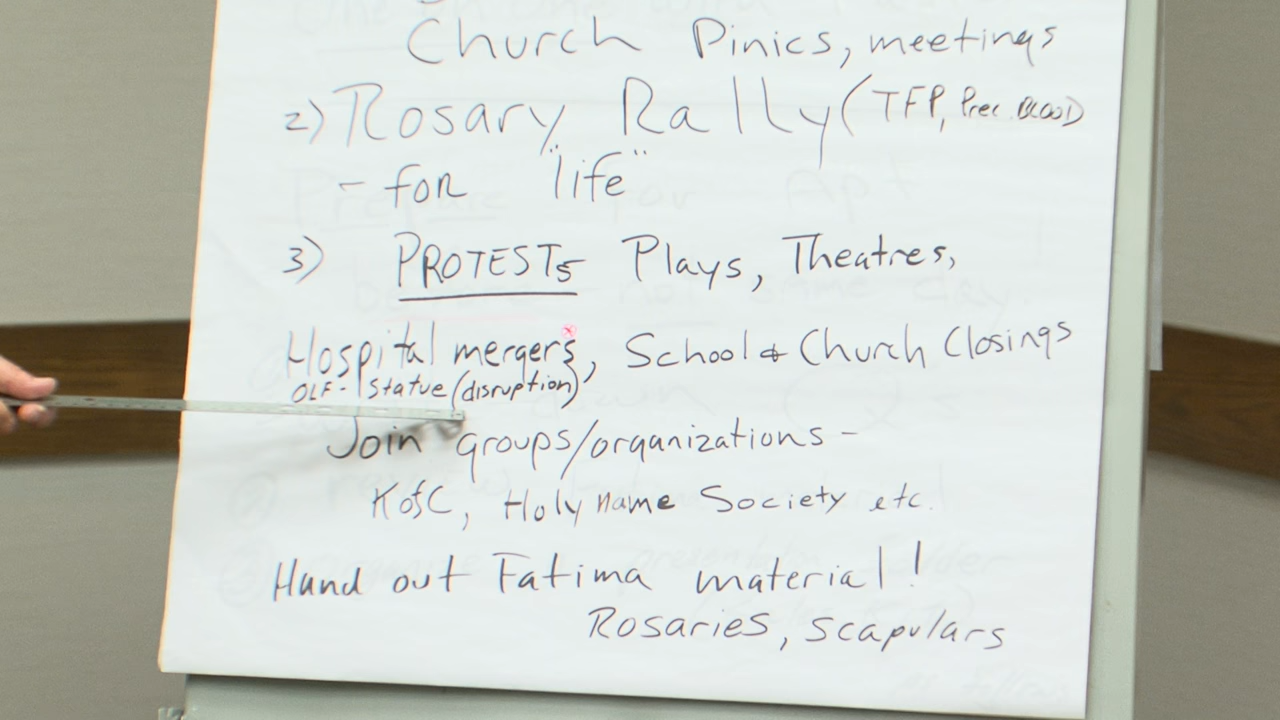 Church Pinics, meetings
2) Rosary Rally (TFP, Prec. BLOOD)
- for "life"
3) PROTESTS Plays, Theatres,
Hospital mergers, School & Church Closings
OLF - Statue (disruption)
Join groups/organizations -
KofC, Holy Name Society etc.
Hand out Fatima material!
Rosaries, scapulars